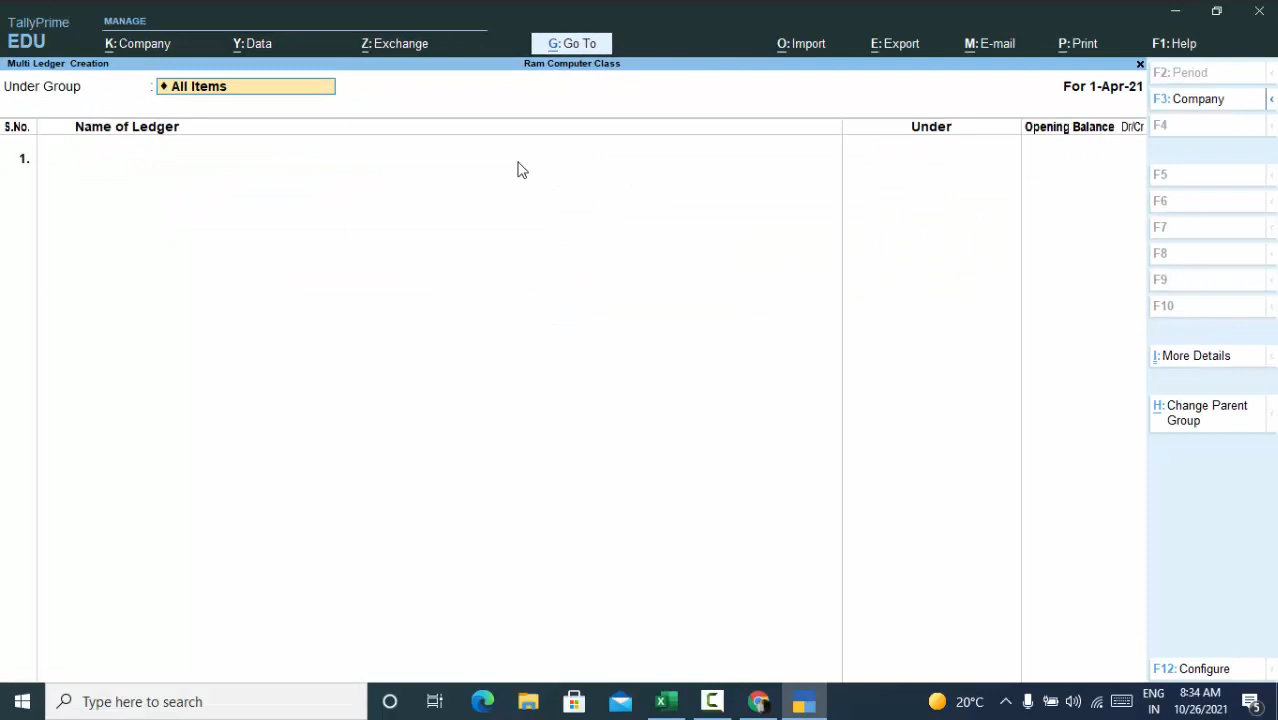 TallyPrime
EDU
MANAGE
K: Company
Y: Data
Z: Exchange
G: Go To
O: Import
E: Export
M: E-mail
P: Print
F1: Help
Multi Ledger Creation
Ram Computer Class
Under Group : ♦ All Items
For 1-Apr-21
S.No.
Name of Ledger
Under
Opening Balance Dr/Cr
1.
F2: Period
F3: Company
F4
F5
F6
F7
F8
F9
F10
I: More Details
H: Change Parent
Group
F12: Configure
Type here to search
20°C
ENG
IN
8:34 AM
10/26/2021
5